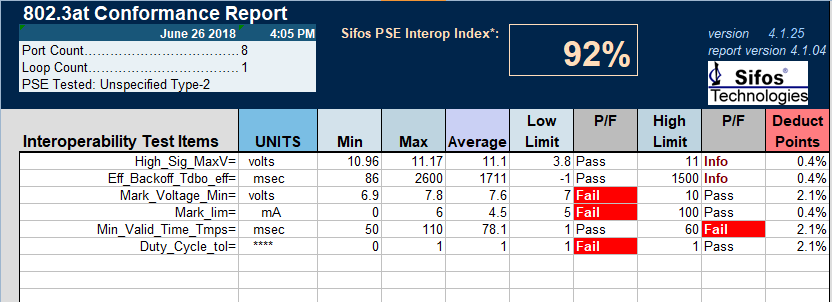 802.3at Conformance Report
June 26 2018 4:05 PM
Port Count…………………………… 8
Loop Count………………………… 1
PSE Tested: Unspecified Type-2
Sifos PSE Interop Index*: 92%
version 4.1.25
report version 4.1.04
Sifos®
Technologies
Interoperability Test Items UNITS Min Max Average Low Limit P/F High Limit P/F Deduct Points
High_Sig_MaxV= volts 10.96 11.17 11.1 3.8 Pass 11 Info 0.4%
Eff_Backoff_Tdbo_eff= msec 86 2600 1711 -1 Pass 1500 Info 0.4%
Mark_Voltage_Min= volts 6.9 7.8 7.6 7 Fail 10 Pass 2.1%
Mark_lim= mA 0 6 4.5 5 Fail 100 Pass 0.4%
Min_Valid_Time_Tmps= msec 50 110 78.1 1 Pass 60 Fail 2.1%
Duty_Cycle_tol= **** 0 1 1 1 Fail 1 Pass 2.1%